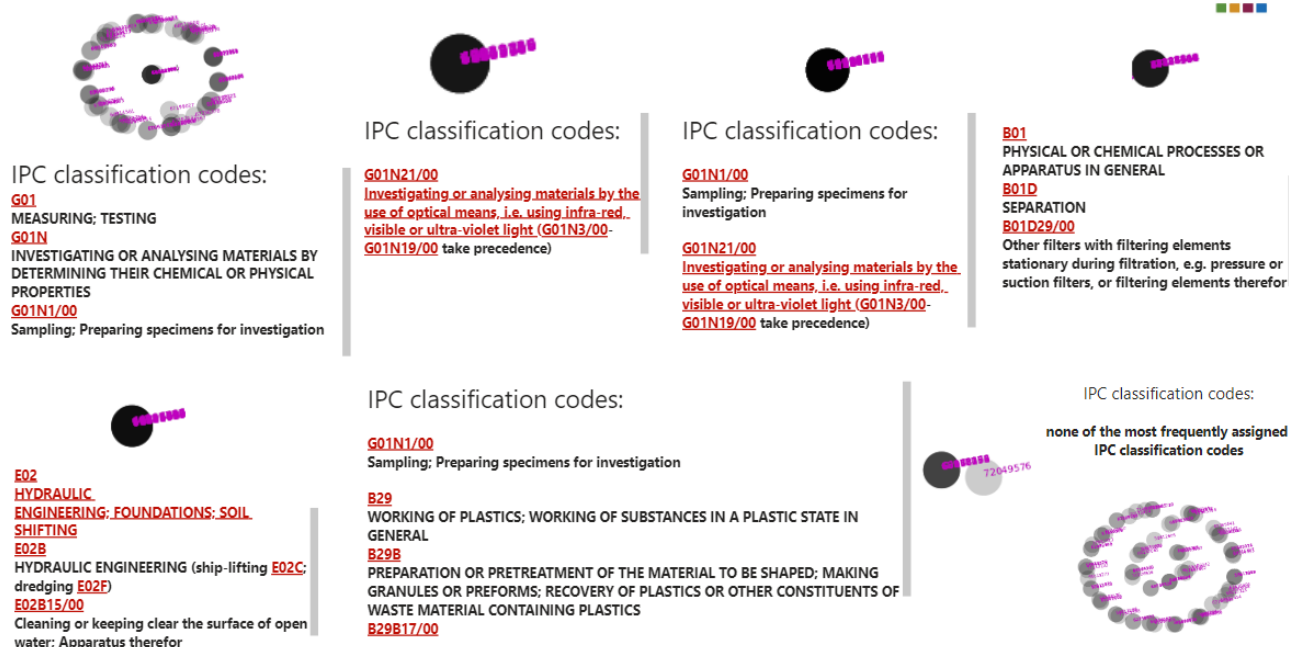 IPC classification codes:
G01
MEASURING; TESTING
G01N
INVESTIGATING OR ANALYSING MATERIALS BY
DETERMINING THEIR CHEMICAL OR PHYSICAL
PROPERTIES
G01N1/00
Sampling; Preparing specimens for investigation
IPC classification codes:
G01N21/00
Investigating or analysing materials by the
use of optical means, i.e. using infra-red,
visible or ultra-violet light (G01N3/00-
G01N19/00 take precedence)
IPC classification codes:
G01N1/00
Sampling; Preparing specimens for
investigation
G01N21/00
Investigating or analysing materials by the
use of optical means, i.e. using infra-red,
visible or ultra-violet light (G01N3/00-
G01N19/00 take precedence)
B01
PHYSICAL OR CHEMICAL PROCESSES OR
APPARATUS IN GENERAL
B01D
SEPARATION
B01D29/00
Other filters with filtering elements
stationary during filtration, e.g. pressure or
suction filters, or filtering elements therefor
E02
HYDRAULIC
ENGINEERING; FOUNDATIONS; SOIL
SHIFTING
E02B
HYDRAULIC ENGINEERING (ship-lifting E02C;
dredging E02F)
E02B15/00
Cleaning or keeping clear the surface of open
water; Apparatus therefor
IPC classification codes:
G01N1/00
Sampling; Preparing specimens for investigation
B29
WORKING OF PLASTICS; WORKING OF SUBSTANCES IN A PLASTIC STATE IN
GENERAL
B29B
PREPARATION OR PRETREATMENT OF THE MATERIAL TO BE SHAPED; MAKING
GRANULES OR PREFORMS; RECOVERY OF PLASTICS OR OTHER CONSTITUENTS OF
WASTE MATERIAL CONTAINING PLASTICS
B29B17/00
72049576
IPC classification codes:
none of the most frequently assigned
IPC classification codes